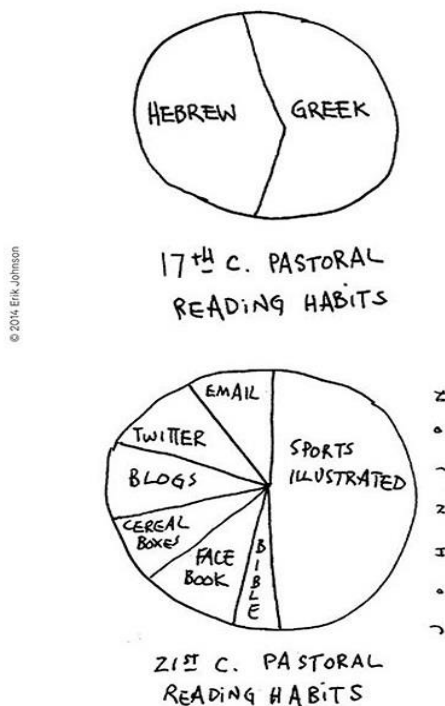 HEBREW
GREEK
17TH C. PASTORAL
READING HABITS
© 2014 Erik Johnson
EMAIL
TWITTER
BLOGS
CEREAL
BOXES
FACE
BOOK
BIBLE
SPORTS
ILLUSTRATED
JOHNSON
21ST C. PASTORAL
READING HABITS